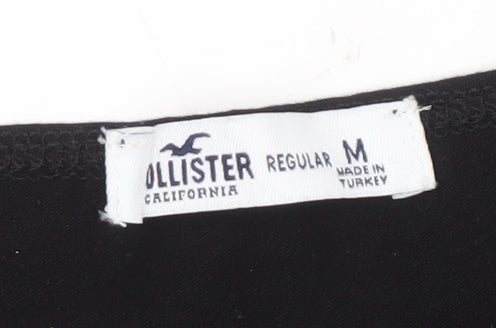 OLLISTER
CALIFORNIA
REGULAR
M
MADE IN
TURKEY